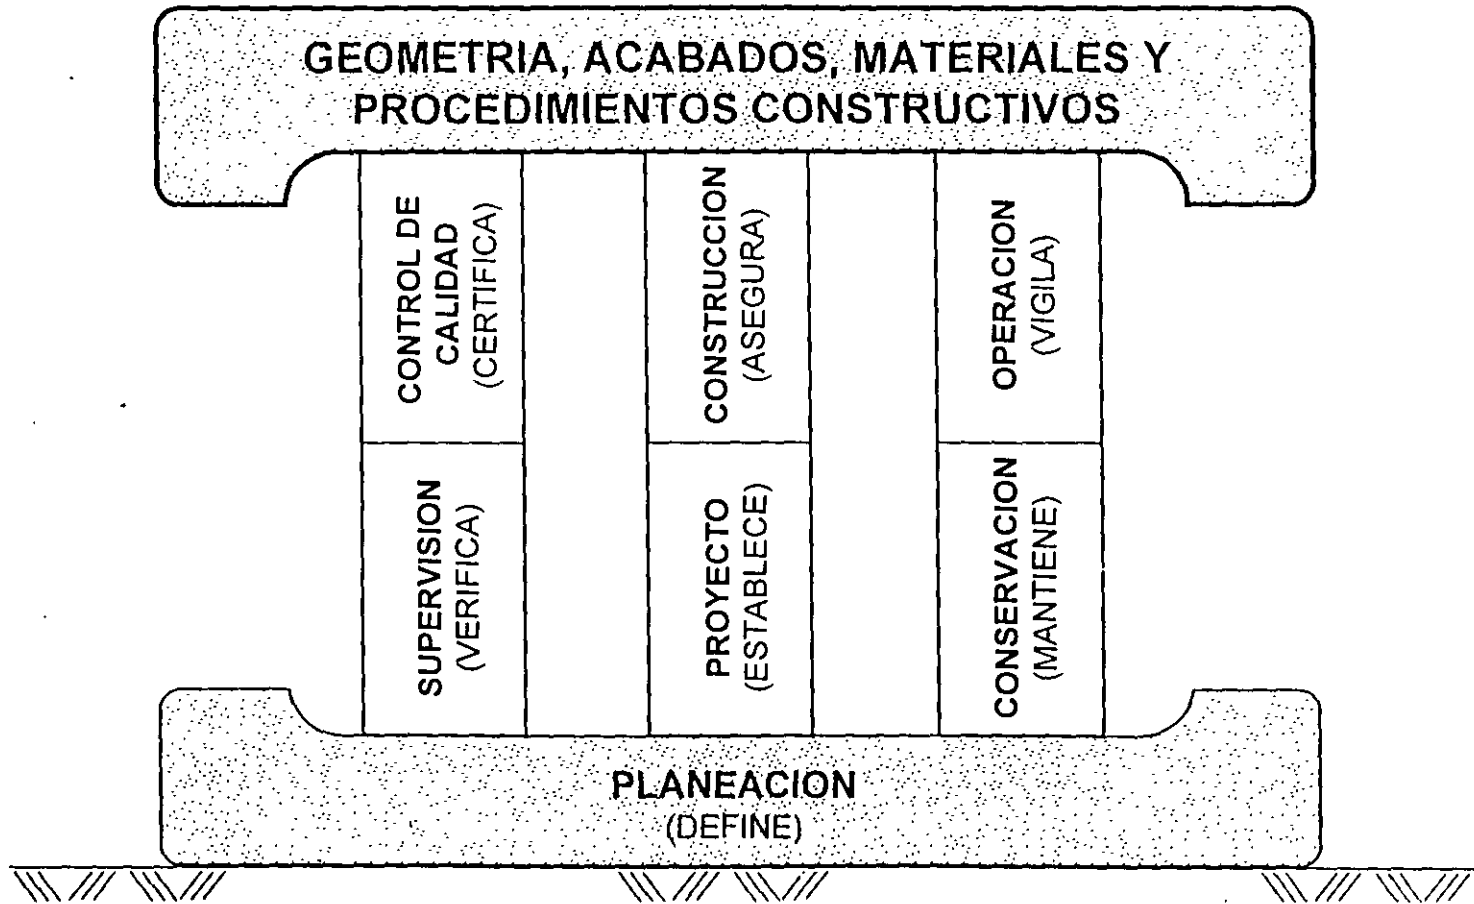 GEOMETRIA, ACABADOS, MATERIALES Y
PROCEDIMIENTOS CONSTRUCTIVOS
CONTROL DE
CALIDAD
(CERTIFICA)
CONSTRUCCION
(ASEGURA)
OPERACION
(VIGILA)
SUPERVISION
(VERIFICA)
PROYECTO
(ESTABLECE)
CONSERVACION
(MANTIENE)
PLANEACION
(DEFINE)